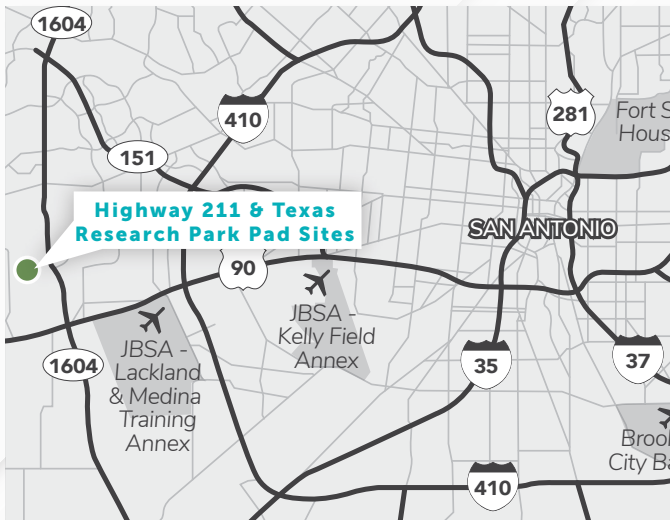 1604
410
281
Fort S
Hous
151
Highway 211 & Texas
Research Park Pad Sites
SAN ANTONIO
90
JBSA -
Kelly Field
Annex
JBSA -
Lackland
& Medina
Training
Annex
1604
35
37
Brook
City Ba
410